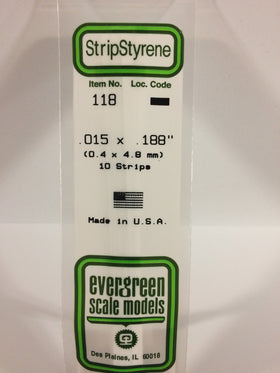 StripStyrene
Item No. Loc. Code
118
.015 x .188"
(0.4 x 4.8 mm)
10 Strips
Made in U.S.A.
evergreen
scale models
Des Plaines, IL 60018